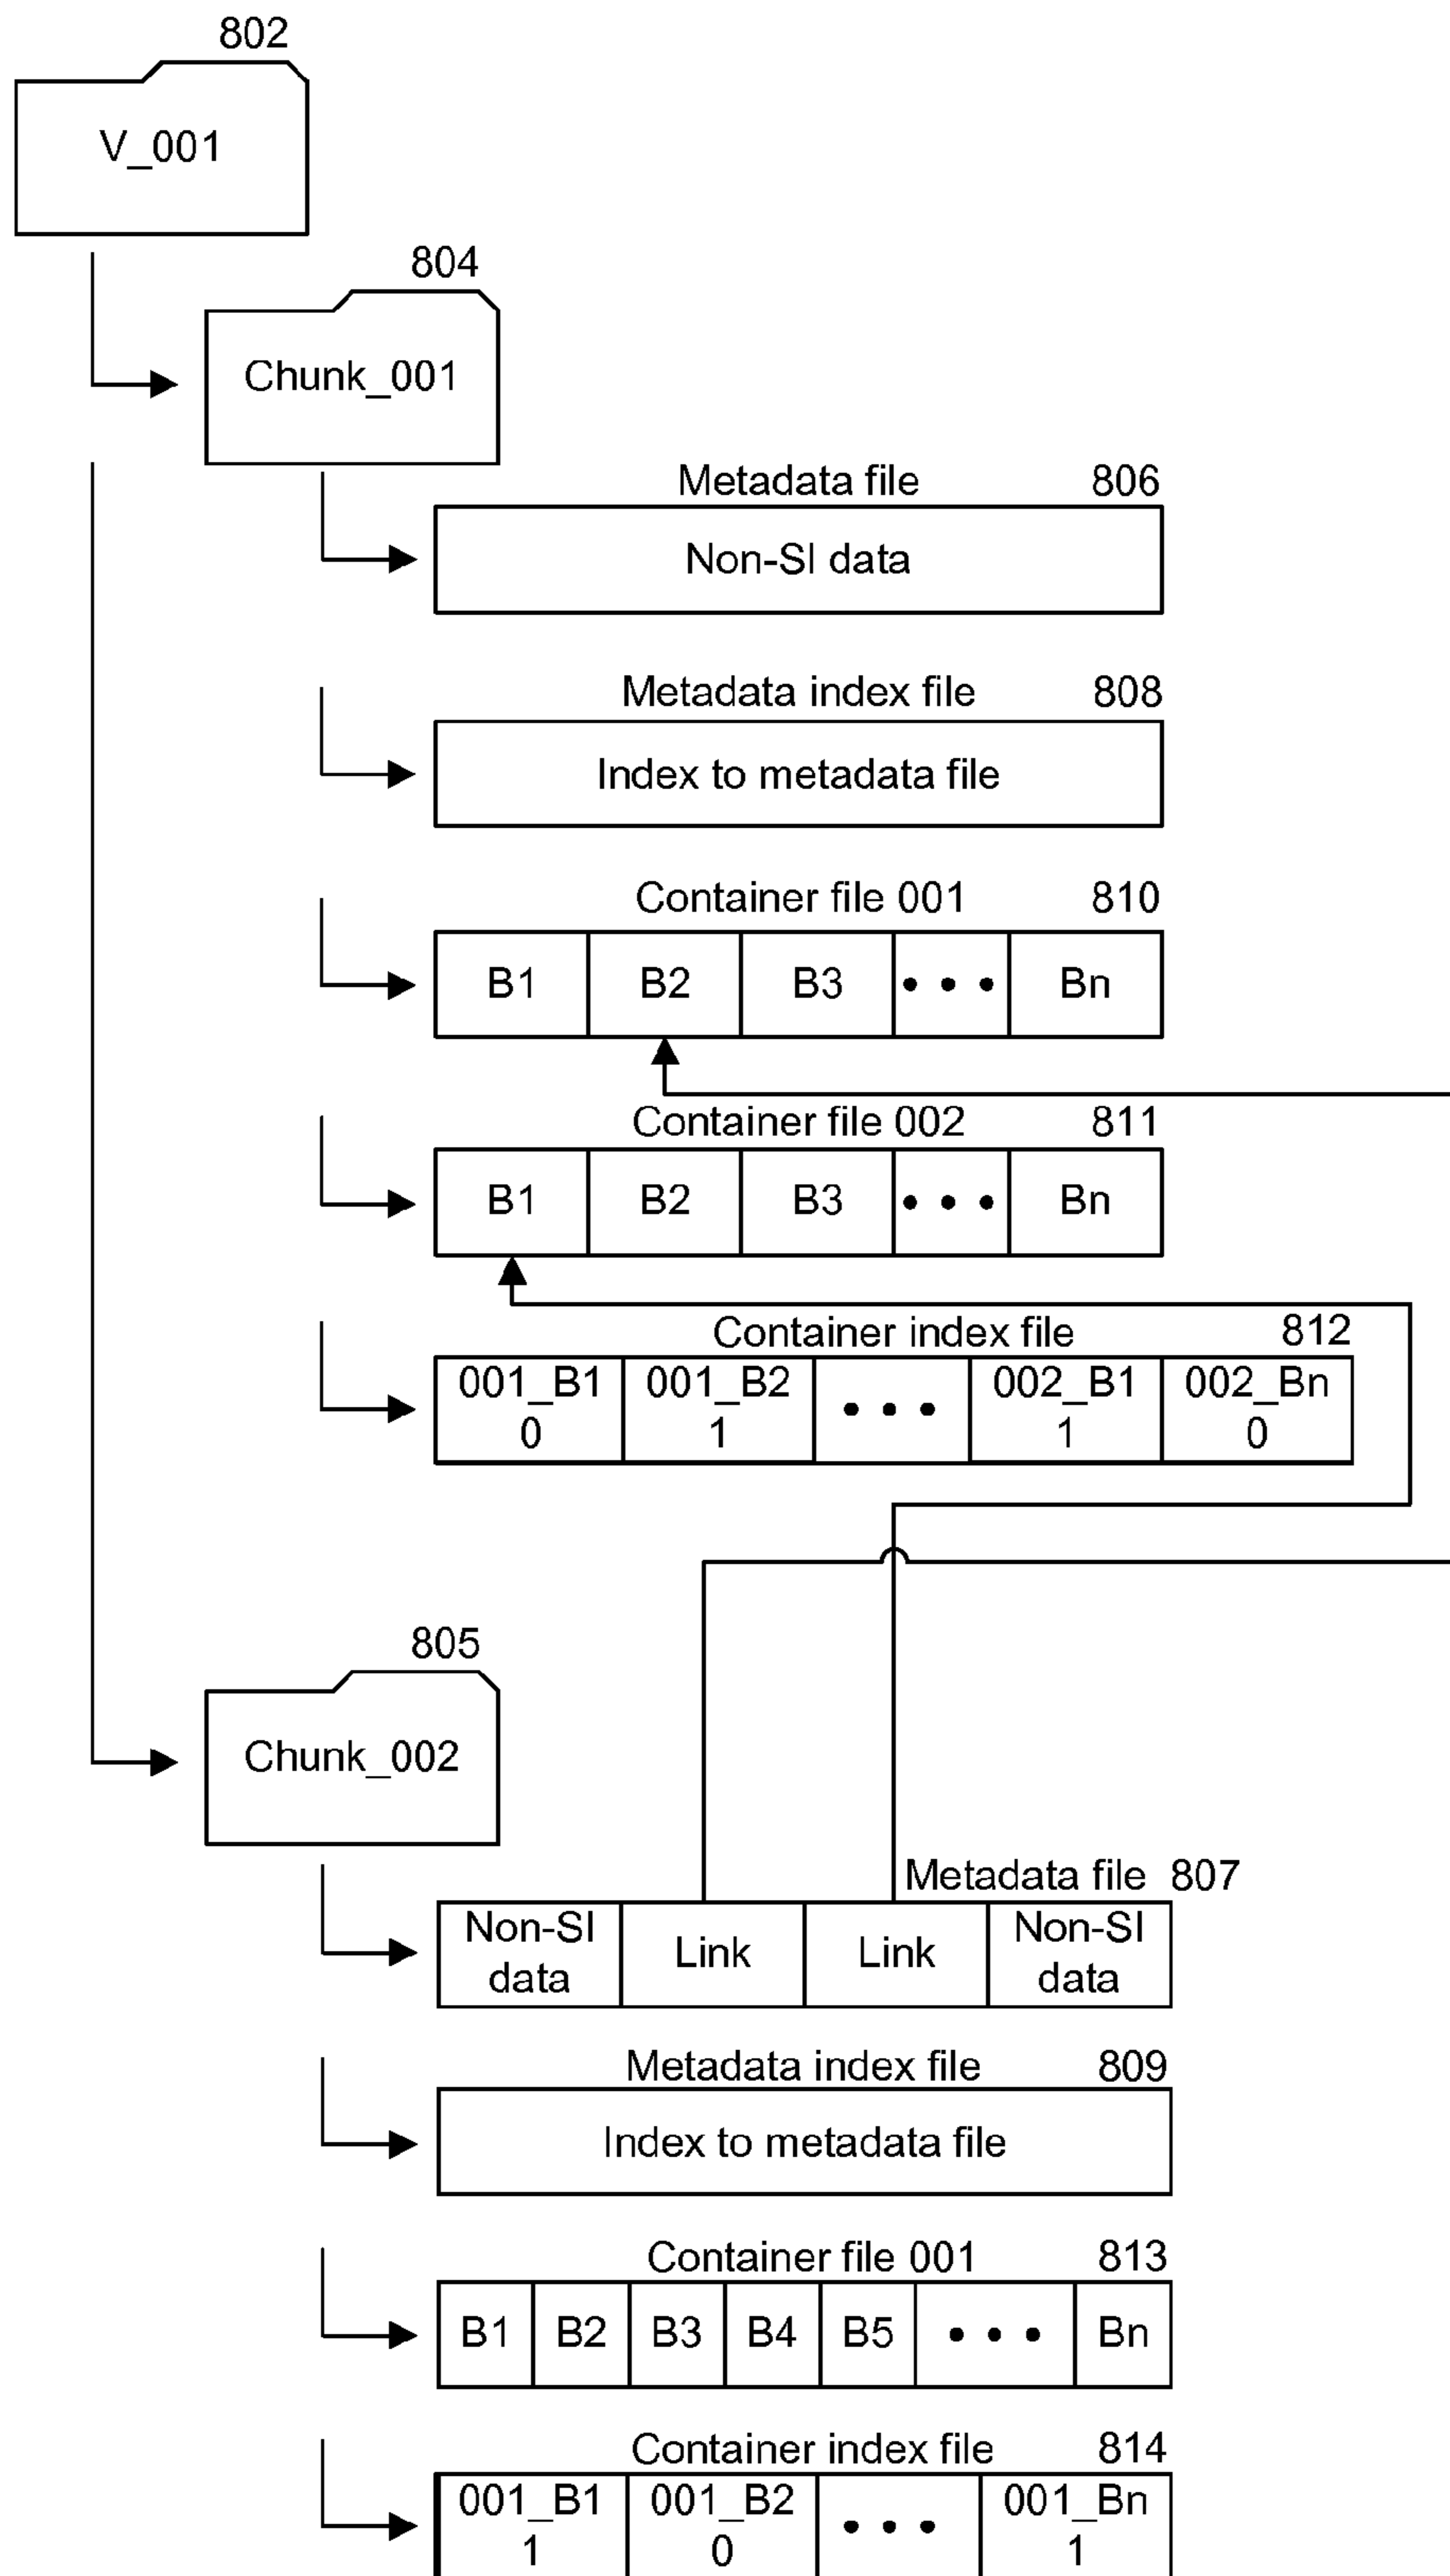 802
V_001
804
Chunk_001
Metadata file 806
Non-SI data
Metadata index file 808
Index to metadata file
Container file 001 810
B1 B2 B3 • • • Bn
Container file 002 811
B1 B2 B3 • • • Bn
Container index file 812
001_B1 001_B2 • • • 002_B1 002_Bn
0 1 1 0
805
Chunk_002
Metadata file 807
Non-SI data Link Link Non-SI data
Metadata index file 809
Index to metadata file
Container file 001 813
B1 B2 B3 B4 B5 • • • Bn
Container index file 814
001_B1 001_B2 • • • 001_Bn
1 0 1